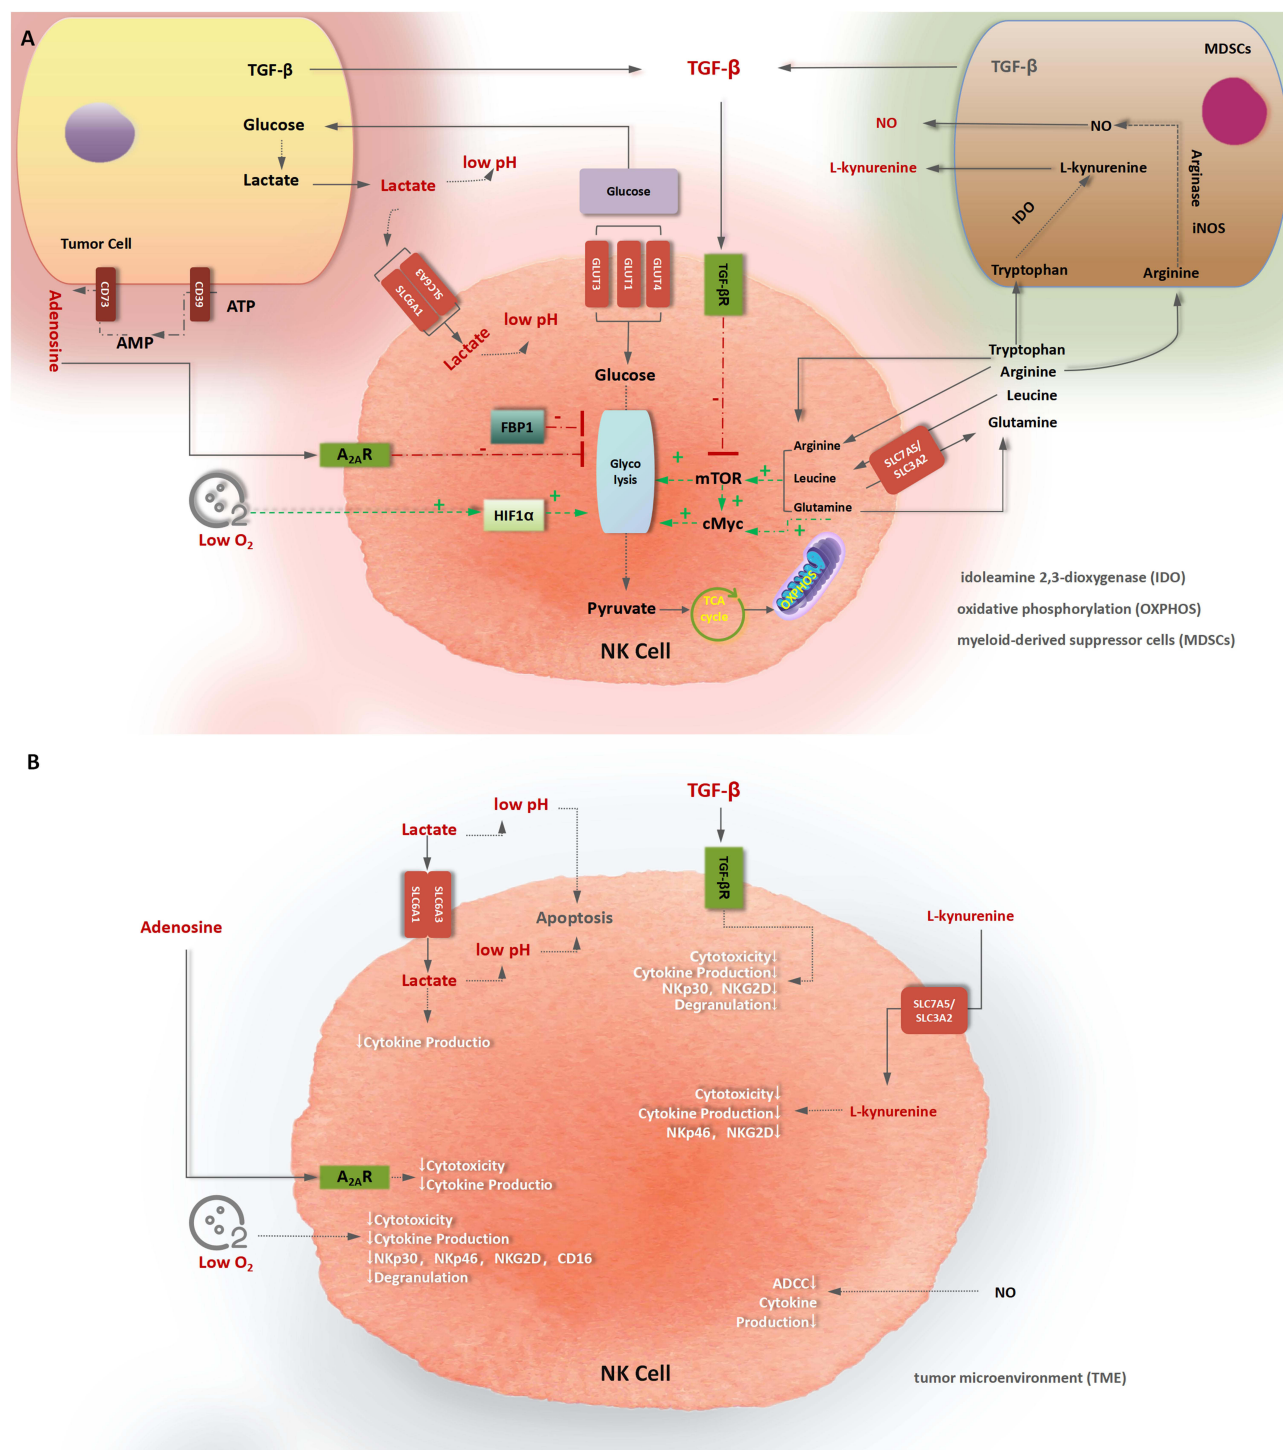 A
TGF-β
TGF-β
TGF-β
MDSCs
Glucose
NO
NO
Lactate
Lactate
low pH
L-kynurenine
L-kynurenine
Arginase
iNOS
IDO
Glucose
Tumor Cell
Tryptophan
Arginine
CD73
CD39
ATP
AMP
Adenosine
SLC6A1
SLC6A3
GLUT3
GLUT1
GLUT4
TGF-βR
Lactate
low pH
Glucose
Tryptophan
Arginine
Leucine
Glutamine
FBP1
-
-
-
A2AR
Glyco
lysis
mTOR
cMyc
+
+
+
+
+
+
+
Arginine
Leucine
Glutamine
SLC7A5/
SLC3A2
2
Low O2
HIF1α
OXPHOS
Pyruvate
TCA
cycle
NK Cell
idoleamine 2,3-dioxygenase (IDO)
oxidative phosphorylation (OXPHOS)
myeloid-derived suppressor cells (MDSCs)
B
low pH
Lactate
TGF-β
SLC6A1
SLC6A3
TGF-βR
Apoptosis
Adenosine
L-kynurenine
low pH
Lactate
Cytotoxicity↓
Cytokine Production↓
NKp30, NKG2D↓
Degranulation↓
SLC7A5/
SLC3A2
↓Cytokine Productio
Cytotoxicity↓
Cytokine Production↓
NKp46, NKG2D↓
L-kynurenine
A2AR
↓Cytotoxicity
↓Cytokine Productio
2
Low O2
↓Cytotoxicity
↓Cytokine Production
↓NKp30, NKp46, NKG2D, CD16
↓Degranulation
ADCC↓
Cytokine
Production↓
NO
NK Cell
tumor microenvironment (TME)